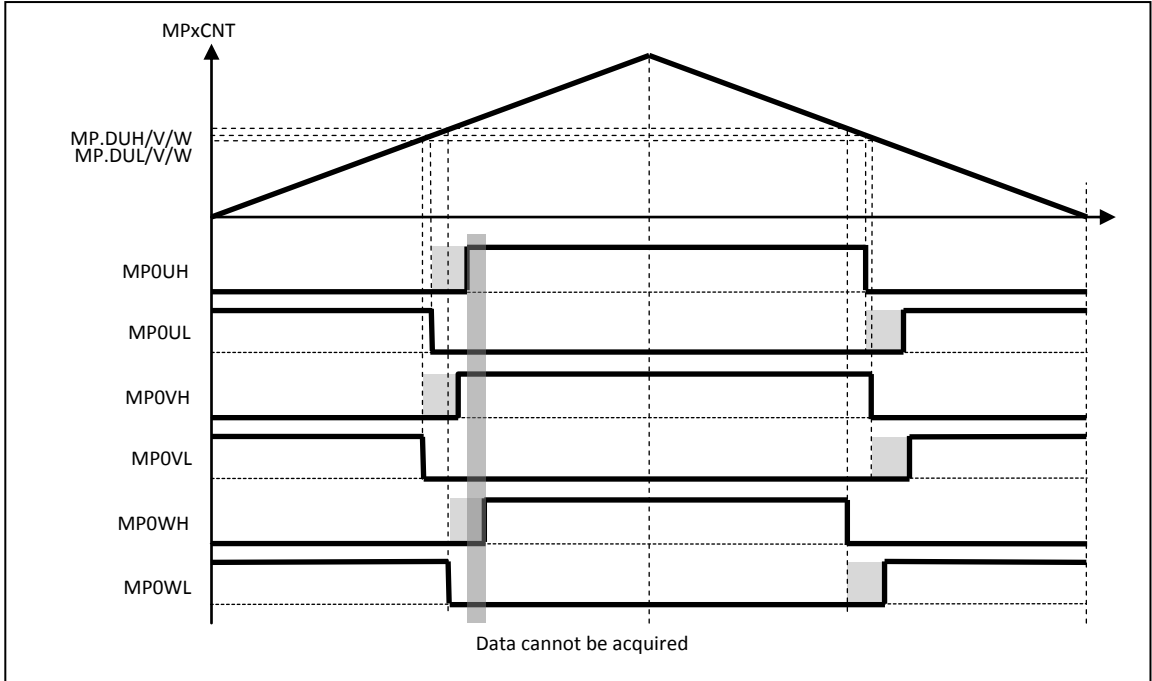 MPxCNT
MP.DUH/V/W
MP.DUL/V/W
MP0UH
MP0UL
MP0VH
MP0VL
MP0WH
MP0WL
Data cannot be acquired